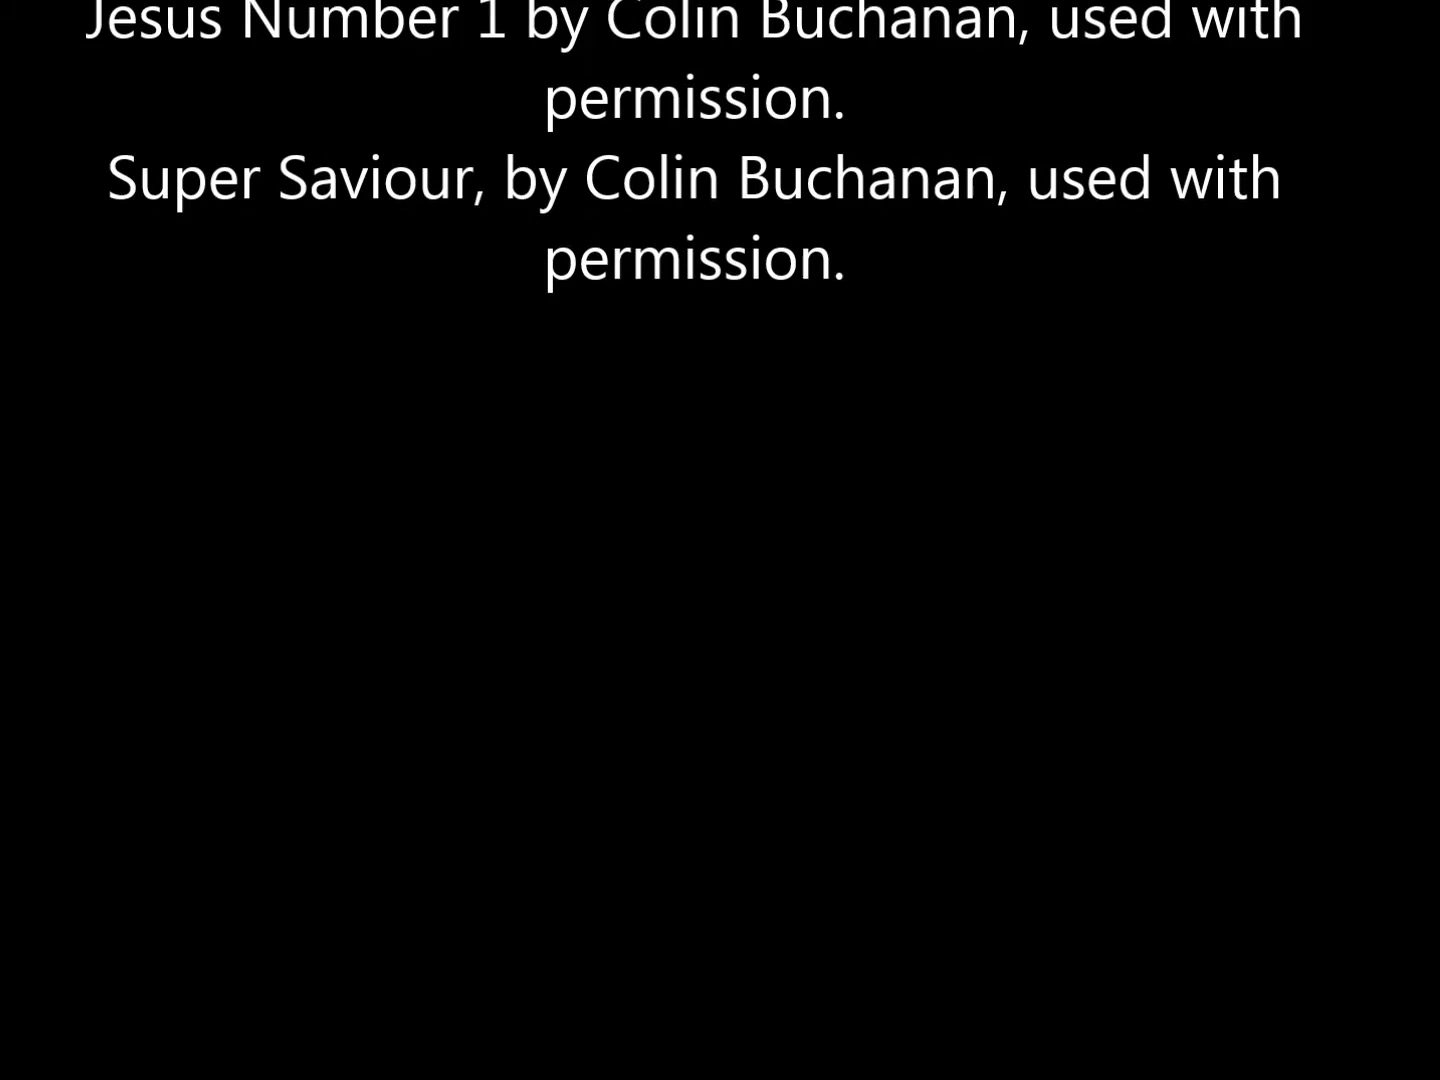 Jesus Number 1 by Colin Buchanan, used with
permission.
Super Saviour, by Colin Buchanan, used with
permission.